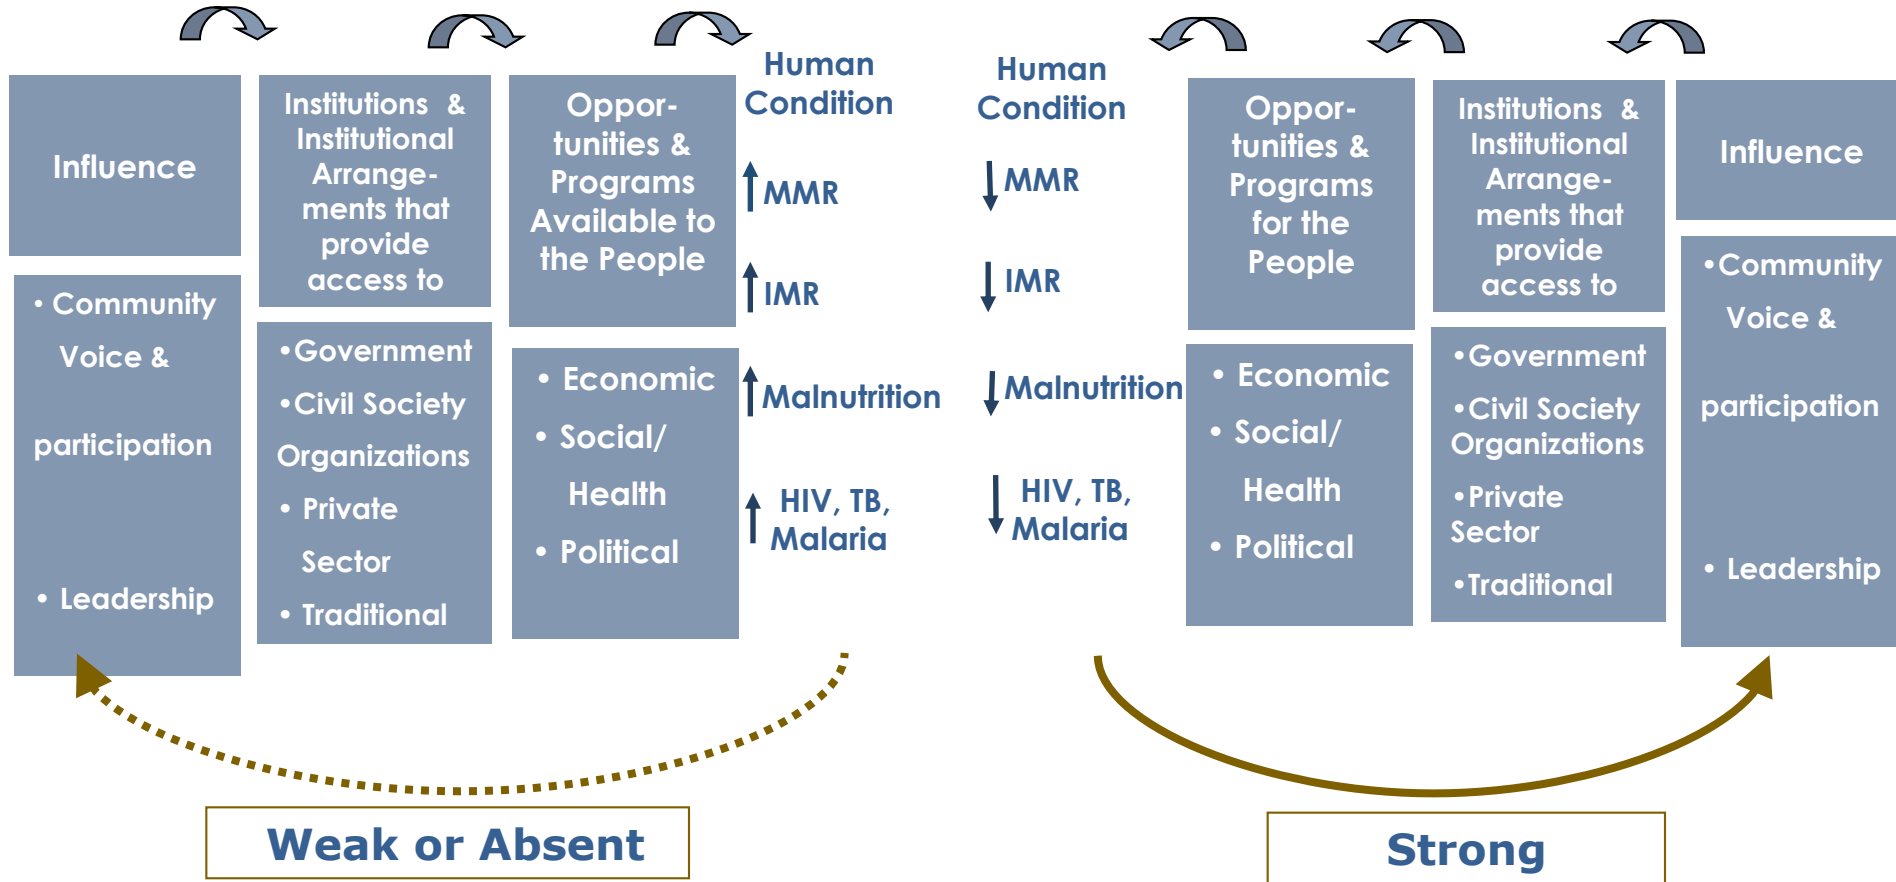 Influence
• Community
Voice &
participation
• Leadership
Institutions &
Institutional
Arrange-
ments that
provide
access to
•Government
•Civil Society
Organizations
• Private
Sector
• Traditional
Oppor-
tunities &
Programs
Available to
the People
• Economic
• Social/
Health
• Political
Human
Condition
MMR
IMR
Malnutrition
HIV, TB,
Malaria
Weak or Absent
Human
Condition
MMR
IMR
Malnutrition
HIV, TB,
Malaria
Oppor-
tunities &
Programs
for the
People
• Economic
• Social/
Health
• Political
Institutions &
Institutional
Arrange-
ments that
provide
access to
•Government
•Civil Society
Organizations
•Private
Sector
•Traditional
Influence
•Community
Voice &
participation
• Leadership
Strong